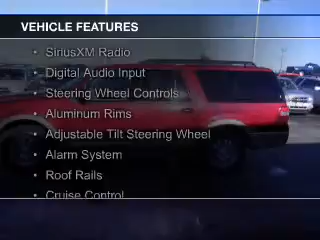 VEHICLE FEATURES
• SiriusXM Radio
• Digital Audio Input
• Steering Wheel Controls
• Aluminum Rims
• Adjustable Tilt Steering Wheel
• Alarm System
• Roof Rails
• Cruise Control